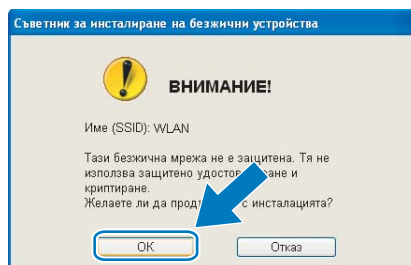 Съветник за инсталиране на безжични устройства
ВНИМАНИЕ!
Име (SSID): WLAN
Тази безжична мрежа не е защитена. Тя не
използва защитено и
криптиране.
Желаете ли да с инсталацията?
OK
Отказ